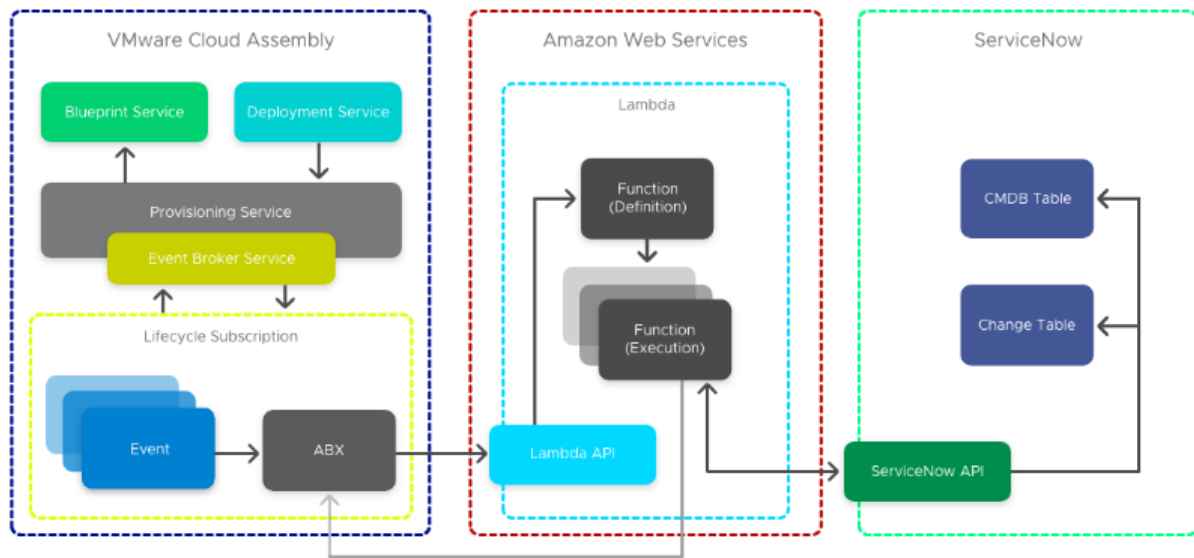 VMware Cloud Assembly
Blueprint Service
Deployment Service
Provisioning Service
Event Broker Service
Lifecycle Subscription
Event
ABX
Amazon Web Services
Lambda
Function
(Definition)
Function
(Execution)
Lambda API
ServiceNow
CMDB Table
Change Table
ServiceNow API